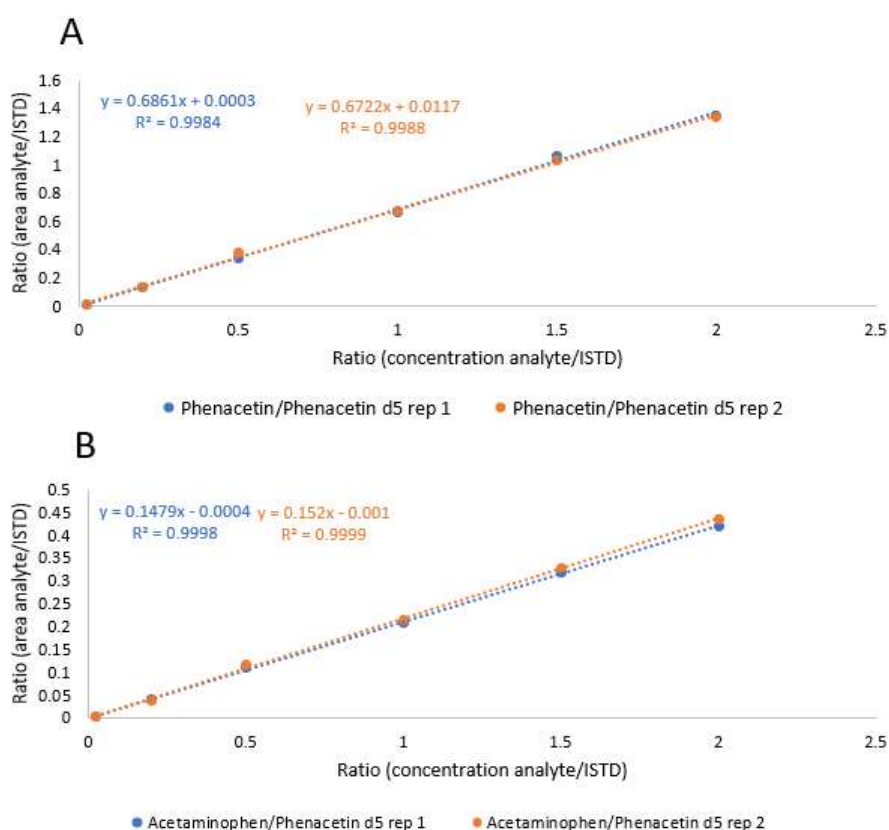 A
1.6
1.4
1.2
1
0.8
0.6
0.4
0.2
0
y = 0.6861x + 0.0003
R² = 0.9984
y = 0.6722x + 0.0117
R² = 0.9988
Ratio (area analyte/ISTD)
0 0.5 1 1.5 2 2.5
Ratio (concentration analyte/ISTD)
Phenacetin/Phenacetin d5 rep 1 Phenacetin/Phenacetin d5 rep 2
B
0.5
0.45
0.4
0.35
0.3
0.25
0.2
0.15
0.1
0.05
0
y = 0.1479x - 0.0004
R² = 0.9998
y = 0.152x - 0.001
R² = 0.9999
Ratio (area analyte/ISTD)
0 0.5 1 1.5 2 2.5
Ratio (concentration analyte/ISTD)
Acetaminophen/Phenacetin d5 rep 1 Acetaminophen/Phenacetin d5 rep 2